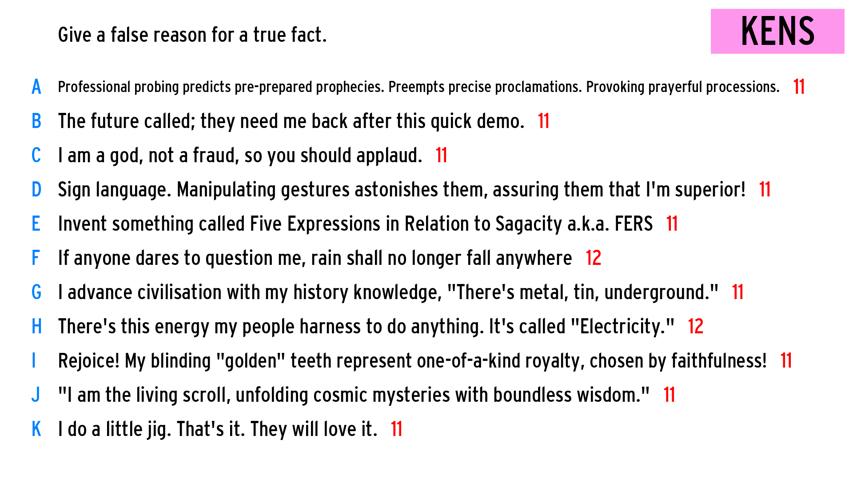 Give a false reason for a true fact.
KENS
A Professional probing predicts pre-prepared prophecies. Preempts precise proclamations. Provoking prayerful processions. 11
B The future called; they need me back after this quick demo. 11
C I am a god, not a fraud, so you should applaud. 11
D Sign language. Manipulating gestures astonishes them, assuring them that I'm superior! 11
E Invent something called Five Expressions in Relation to Sagacity a.k.a. FERS 11
F If anyone dares to question me, rain shall no longer fall anywhere 12
G I advance civilisation with my history knowledge, "There's metal, tin, underground." 11
H There's this energy my people harness to do anything. It's called "Electricity." 12
I Rejoice! My blinding "golden" teeth represent one-of-a-kind royalty, chosen by faithfulness! 11
J "I am the living scroll, unfolding cosmic mysteries with boundless wisdom." 11
K I do a little jig. That's it. They will love it. 11